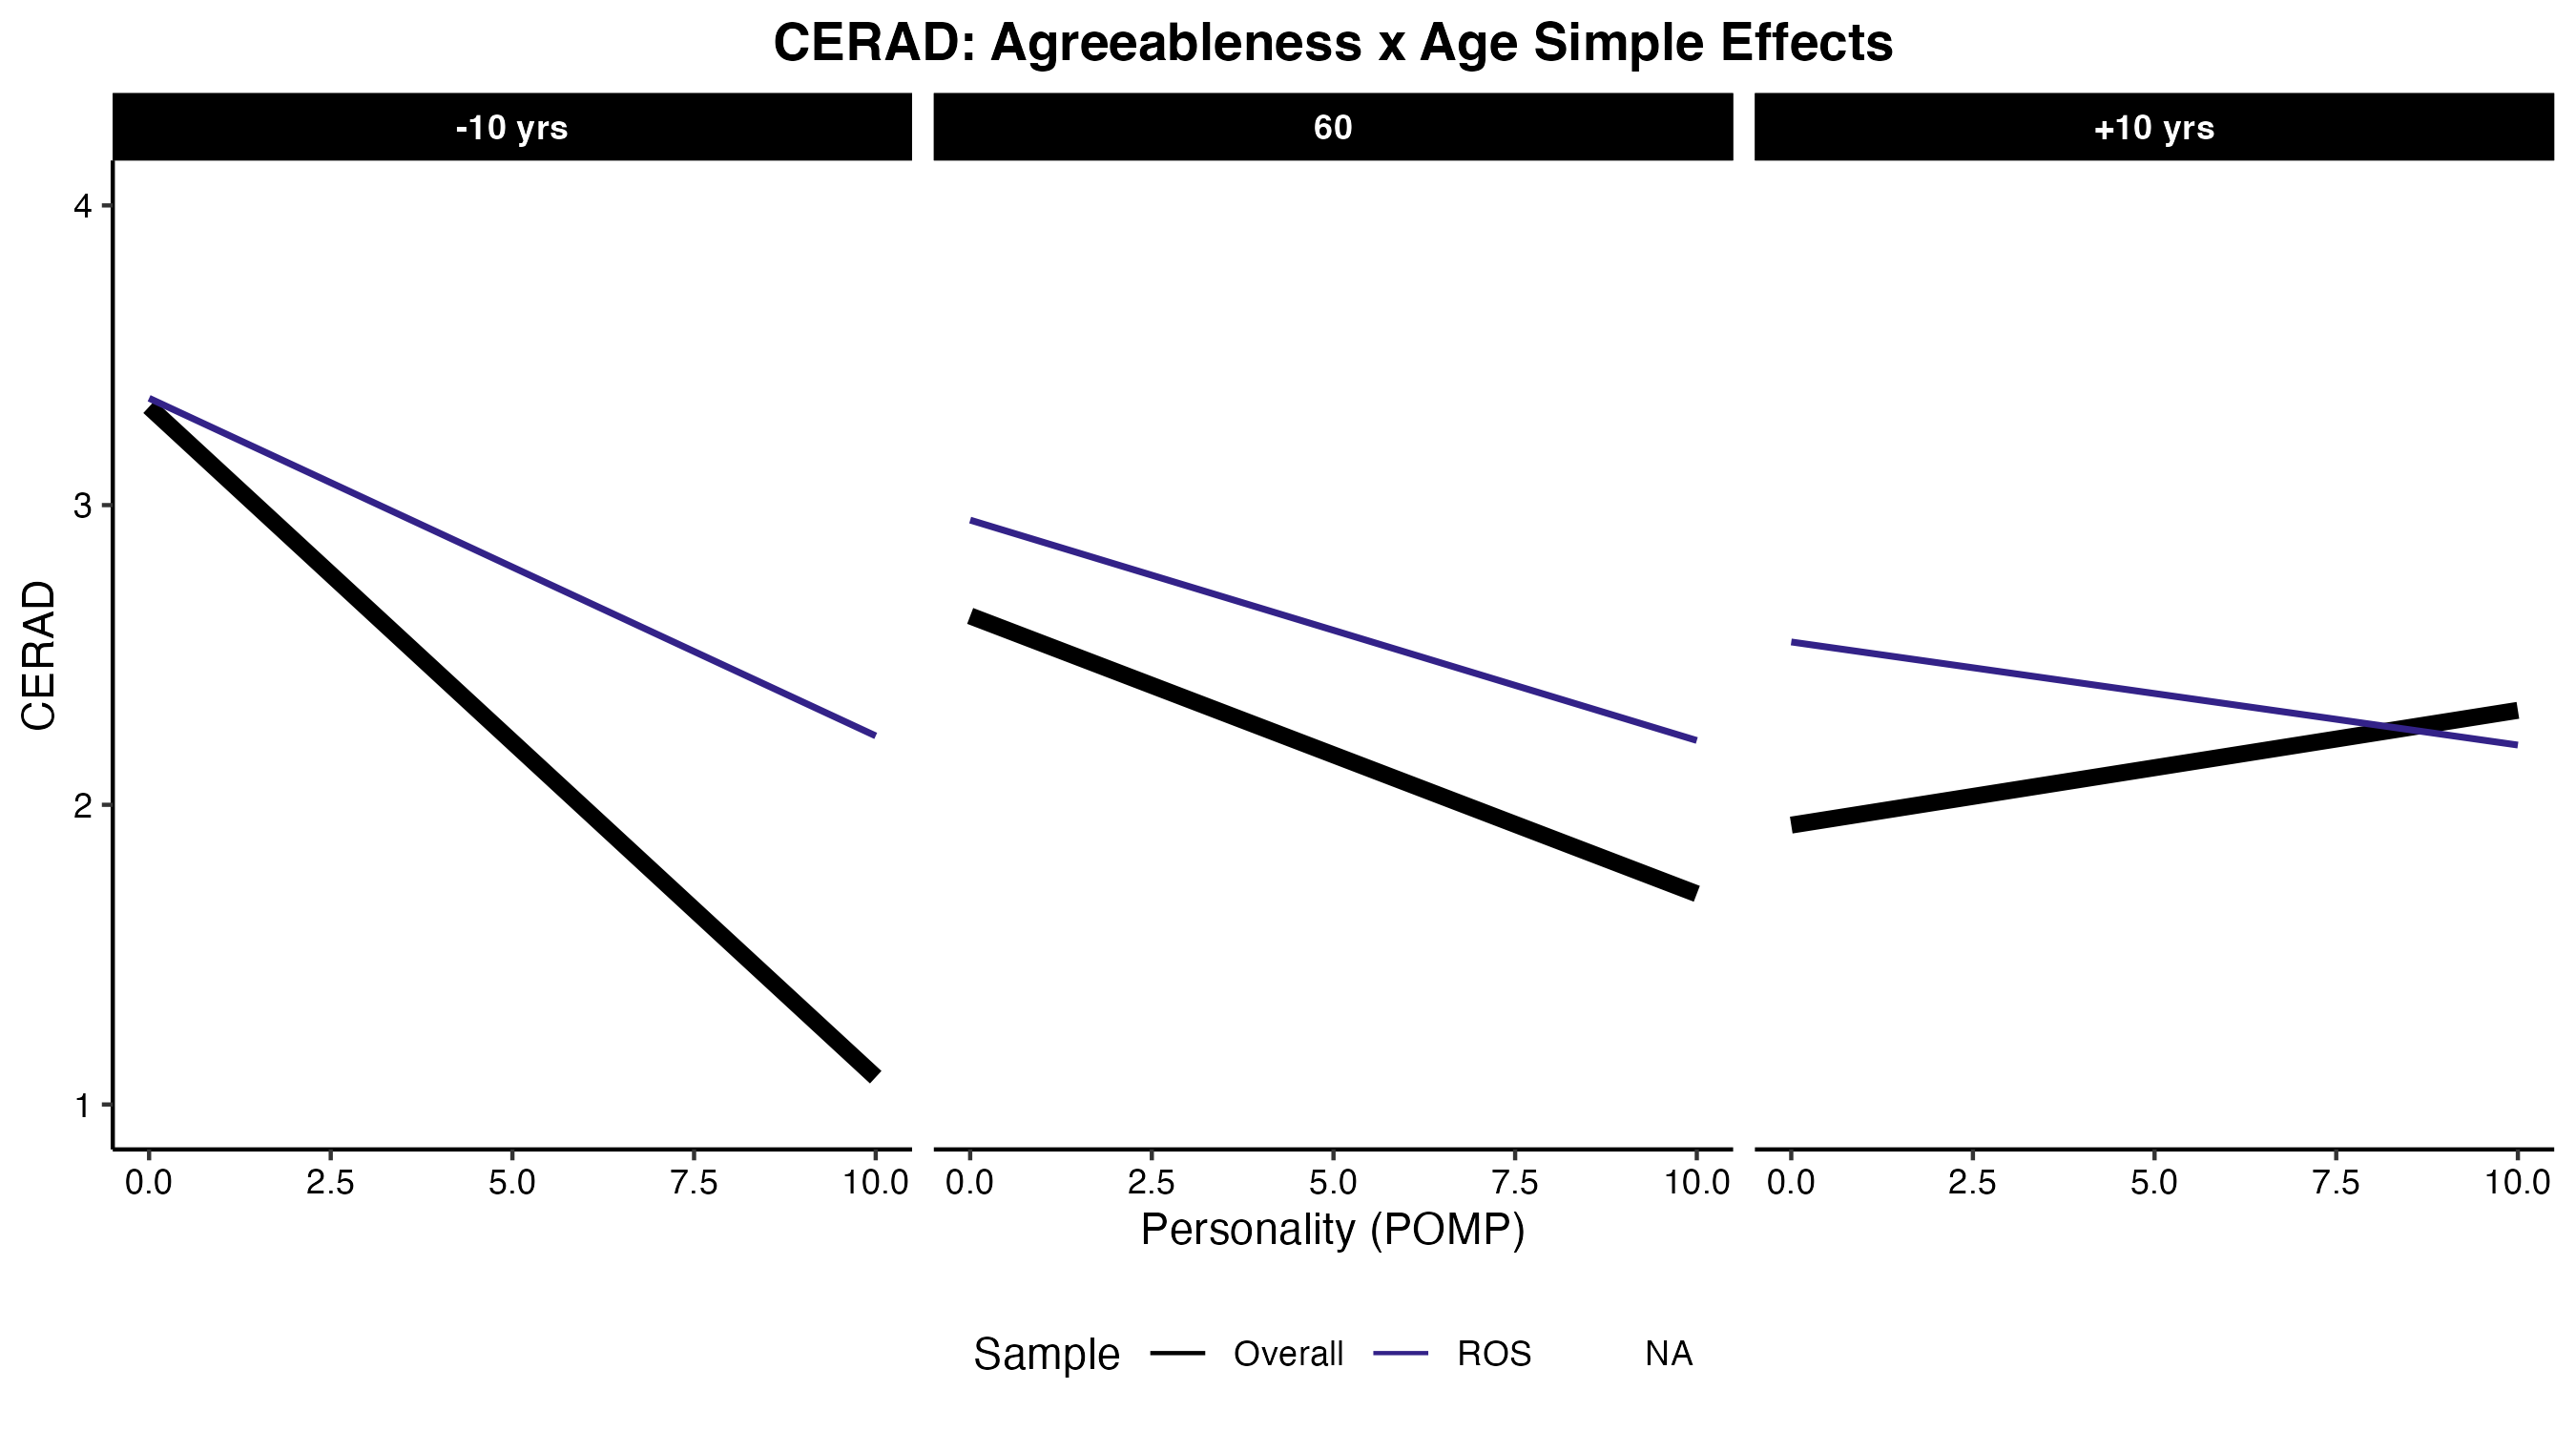 CERAD: Agreeableness x Age Simple Effects
-10 yrs
60
+10 yrs
4
3
2
1
CERAD
0.0 2.5 5.0 7.5 10.0
0.0 2.5 5.0 7.5 10.0
0.0 2.5 5.0 7.5 10.0
Personality (POMP)
Sample Overall ROS NA